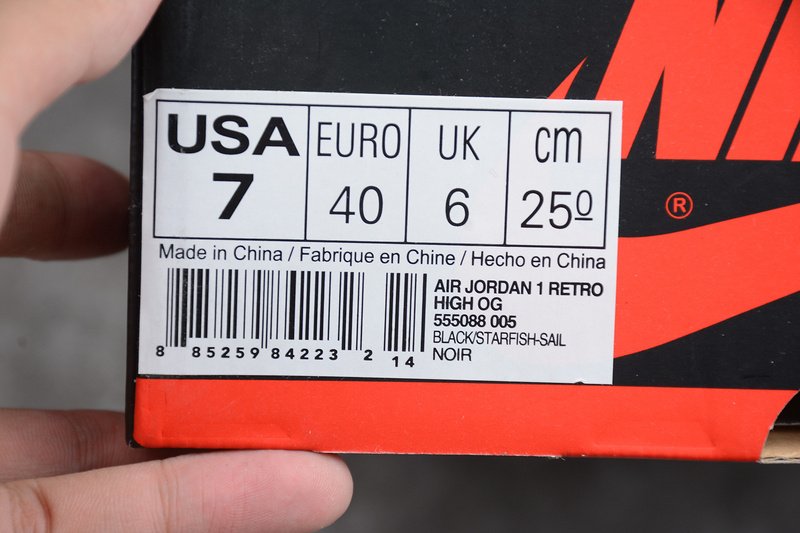 NIKE
®
USA EURO UK cm
7 40 6 25º
Made in China / Fabrique en Chine / Hecho en China
AIR JORDAN 1 RETRO
HIGH OG
555088 005
BLACK/STARFISH-SAIL
NOIR
8 85259 84223 2 14